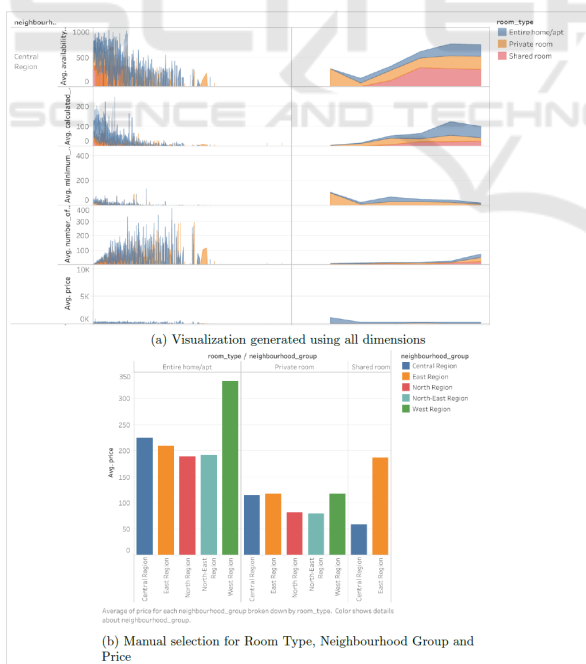 neighbourh..
room_type
Entire home/apt
Private room
Shared room
Central
Region
Avg. availability..
1000
500
0
SCIENCE AND TECHNO
Avg. calculated..
200
100
0
Avg. minimum_..
400
200
0
Avg. number_of..
400
300
200
100
0
Avg. price
10K
5K
0K
(a) Visualization generated using all dimensions
room_type / neighbourhood_group
Entire home/apt
Private room
Shared room
neighbourhood_group
Central Region
East Region
North Region
North-East Region
West Region
Avg. price
350
300
250
200
150
100
50
0
Central Region
East Region
North Region
North-East
Region
West Region
Central Region
East Region
North Region
North-East
Region
West Region
Central Region
East Region
Average of price for each neighbourhood_group broken down by room_type. Color shows details
about neighbourhood_group.
(b) Manual selection for Room Type, Neighbourhood Group and
Price